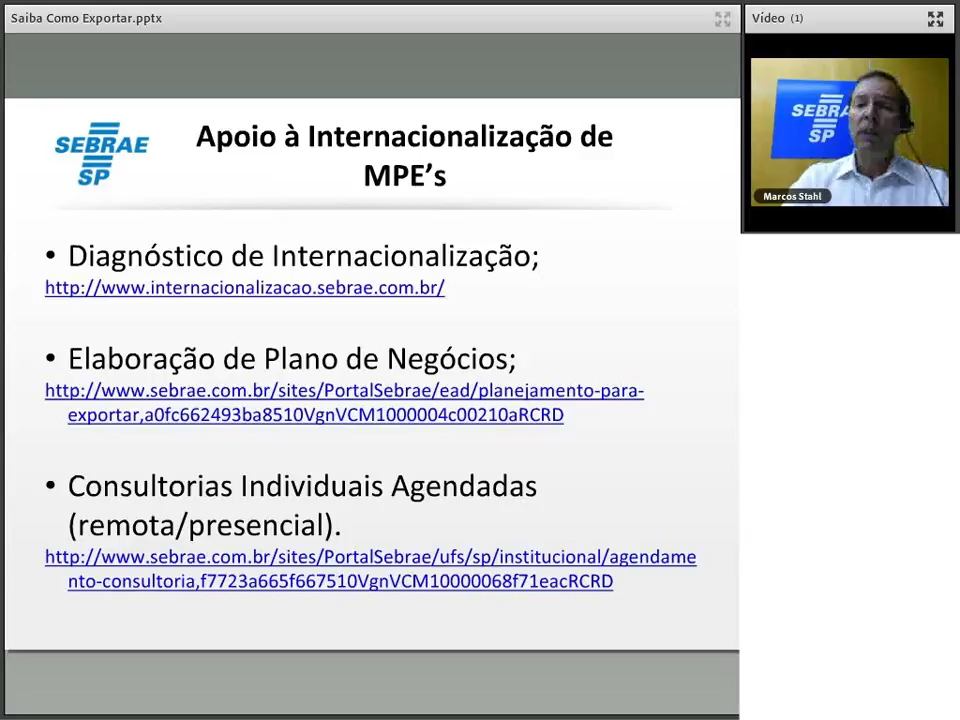 Saiba Como Exportar.pptx
Vídeo (1)
SEBRAE
SP
Apoio à Internacionalização de
MPE’s
SEBRA
SP
Marcos Stahl
• Diagnóstico de Internacionalização;
http://www.internacionalizacao.sebrae.com.br/
• Elaboração de Plano de Negócios;
http://www.sebrae.com.br/sites/PortalSebrae/ead/planejamento-para-
exportar,a0fc662493ba8510VgnVCM1000004c00210aRCRD
• Consultorias Individuais Agendadas
(remota/presencial).
http://www.sebrae.com.br/sites/PortalSebrae/ufs/sp/institucional/agendame
nto-consultoria,f7723a665f667510VgnVCM10000068f71eacRCRD